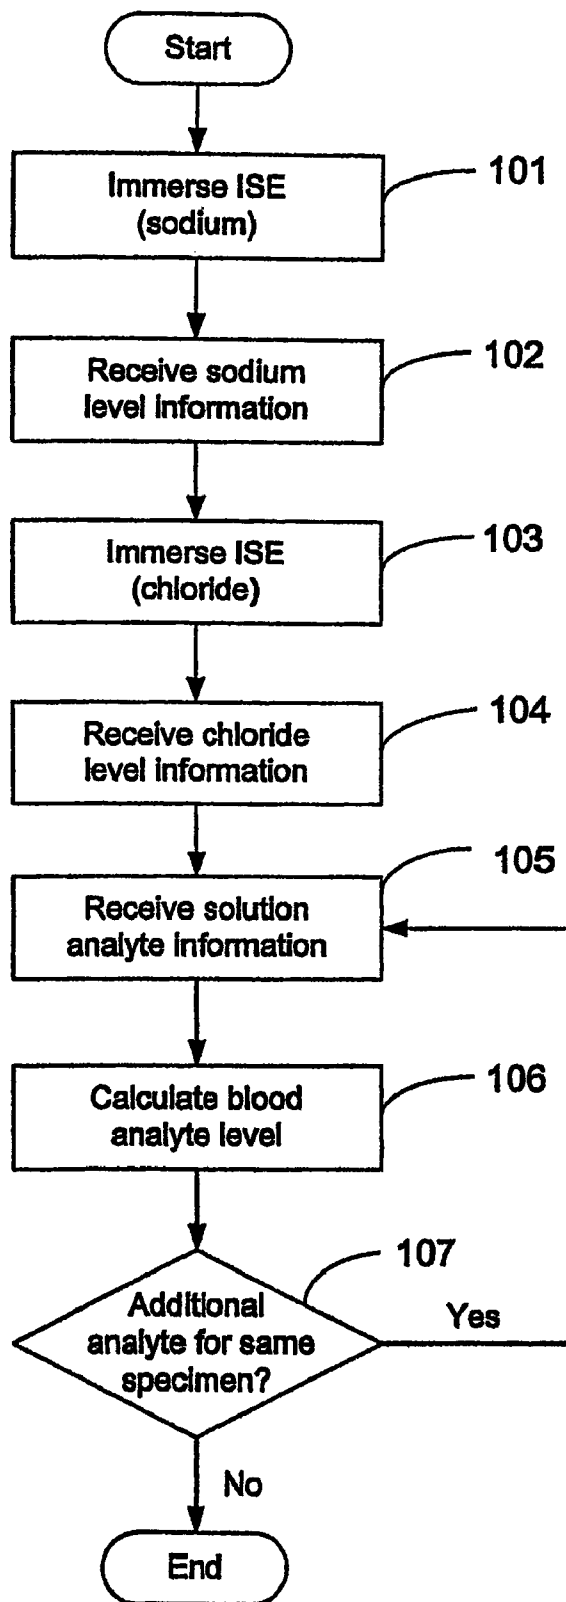 Start
Immerse ISE
(sodium)
101
Receive sodium
level information
102
Immerse ISE
(chloride)
103
Receive chloride
level information
104
Receive solution
analyte information
105
Calculate blood
analyte level
106
Additional
analyte for same
specimen?
107
Yes
No
End